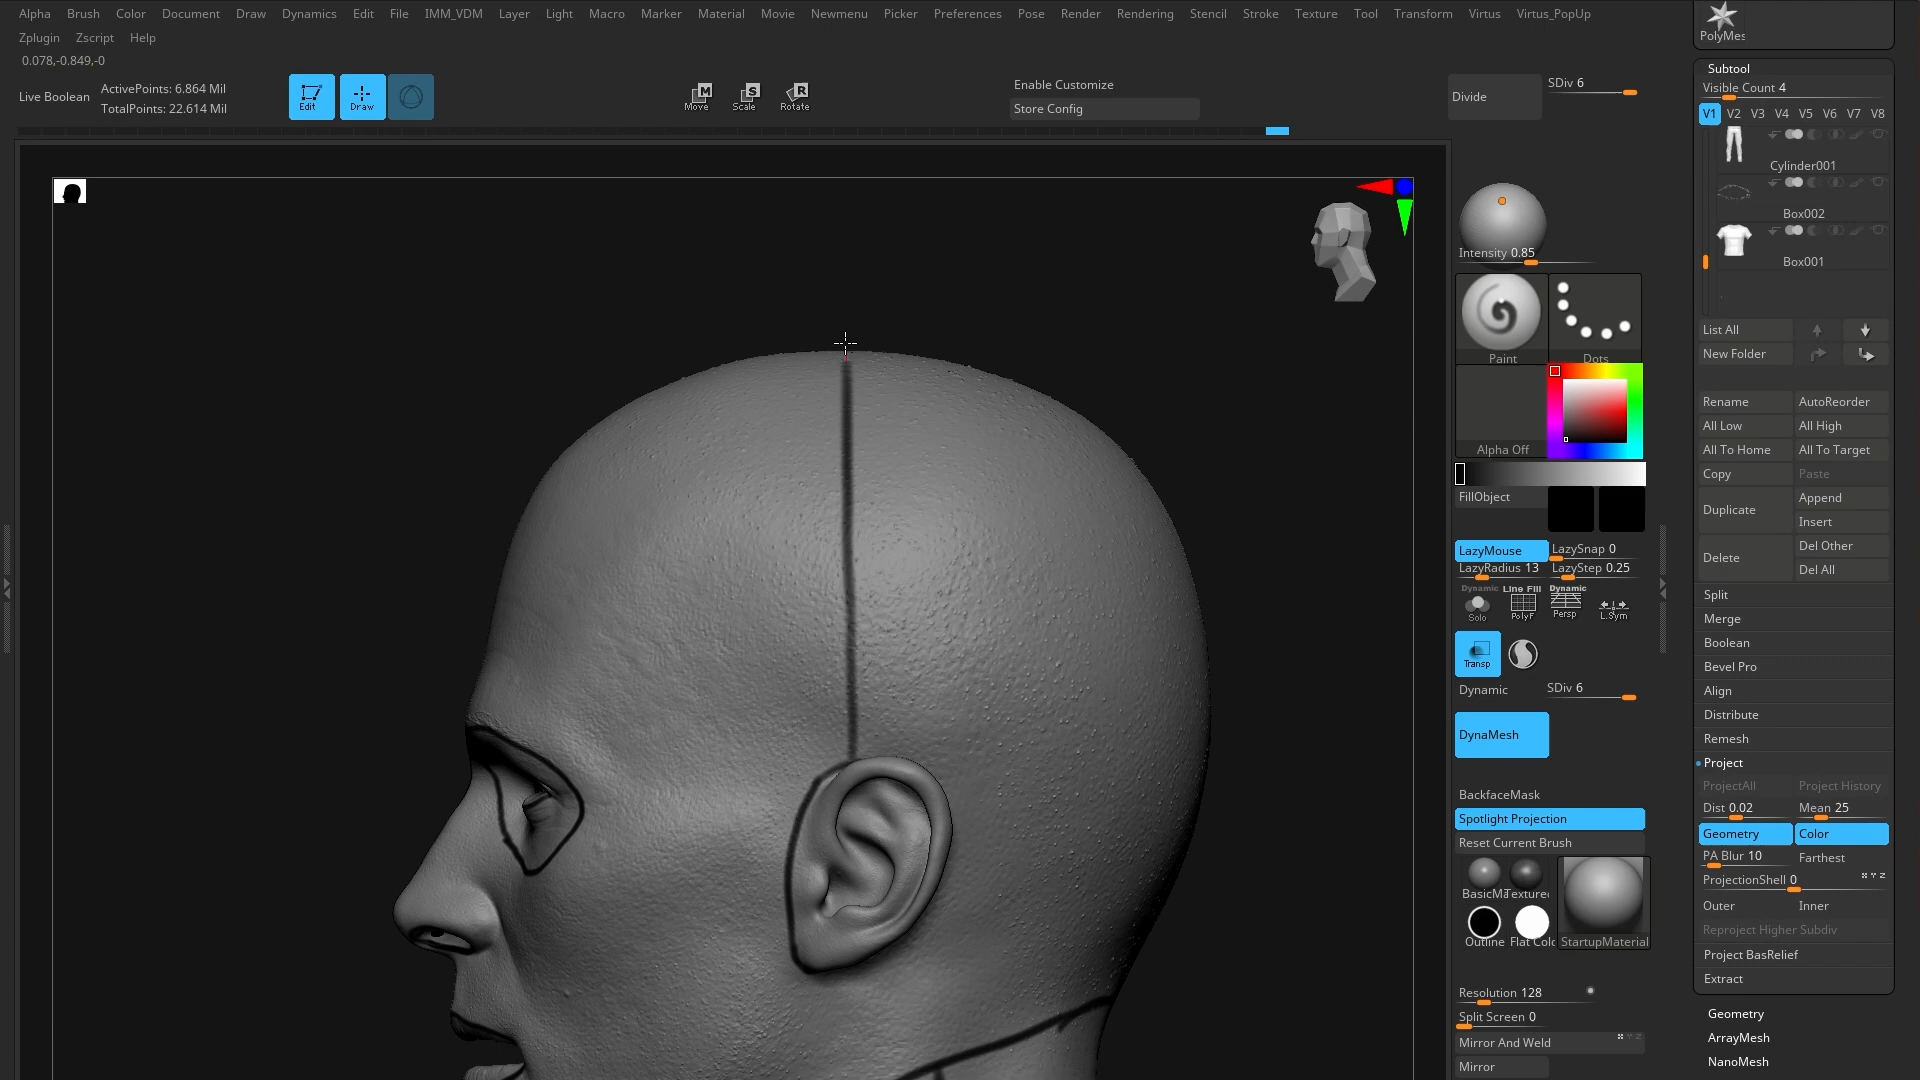 Alpha Brush Color Document Draw Dynamics Edit File IMM_VDM Layer Light Macro Marker Material Movie Newmenu Picker Preferences Pose Render Rendering Stencil Stroke Texture Tool Transform Virtus Virtus_PopUp
Zplugin Zscript Help
0.078,-0.849,-0
Live Boolean
ActivePoints: 6.864 Mil
TotalPoints: 22.614 Mil
Edit
Draw
M
Move
S
Scale
R
Rotate
Enable Customize
Store Config
Divide
SDiv 6
Intensity 0.85
Paint
Dots
Alpha Off
FillObject
LazyMouse
LazySnap 0
LazyRadius 13
LazyStep 0.25
Dynamic
Solo
Line Fill
PolyF
Dynamic
Persp
L.Sym
Transp
Dynamic
SDiv 6
DynaMesh
BackfaceMask
Spotlight Projection
Reset Current Brush
BasicMa
Texture
Outline
Flat Colo
StartupMaterial
Resolution 128
Split Screen 0
Mirror And Weld
Mirror
PolyMes
Subtool
Visible Count 4
V1 V2 V3 V4 V5 V6 V7 V8
Cylinder001
Box002
Box001
List All
New Folder
Rename
AutoReorder
All Low
All High
All To Home
All To Target
Copy
Paste
Duplicate
Append
Insert
Delete
Del Other
Del All
Split
Merge
Boolean
Bevel Pro
Align
Distribute
Remesh
Project
ProjectAll
Project History
Dist 0.02
Mean 25
Geometry
Color
PA Blur 10
Farthest
ProjectionShell 0
Outer
Inner
Reproject Higher Subdiv
Project BasRelief
Extract
Geometry
ArrayMesh
NanoMesh